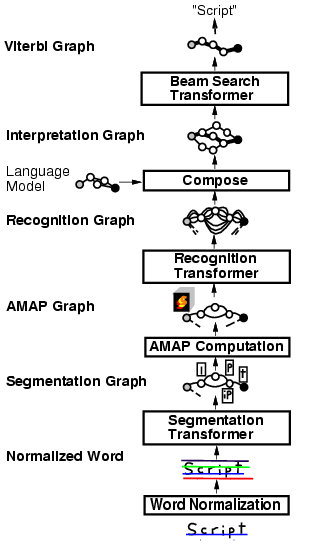 "Script"
Viterbi Graph
Beam Search
Transformer
Interpretation Graph
Language
Model
Compose
Recognition Graph
Recognition
Transformer
AMAP Graph
AMAP Computation
Segmentation Graph
i
iP
P
t
Segmentation
Transformer
Normalized Word
Script
Word Normalization
Script